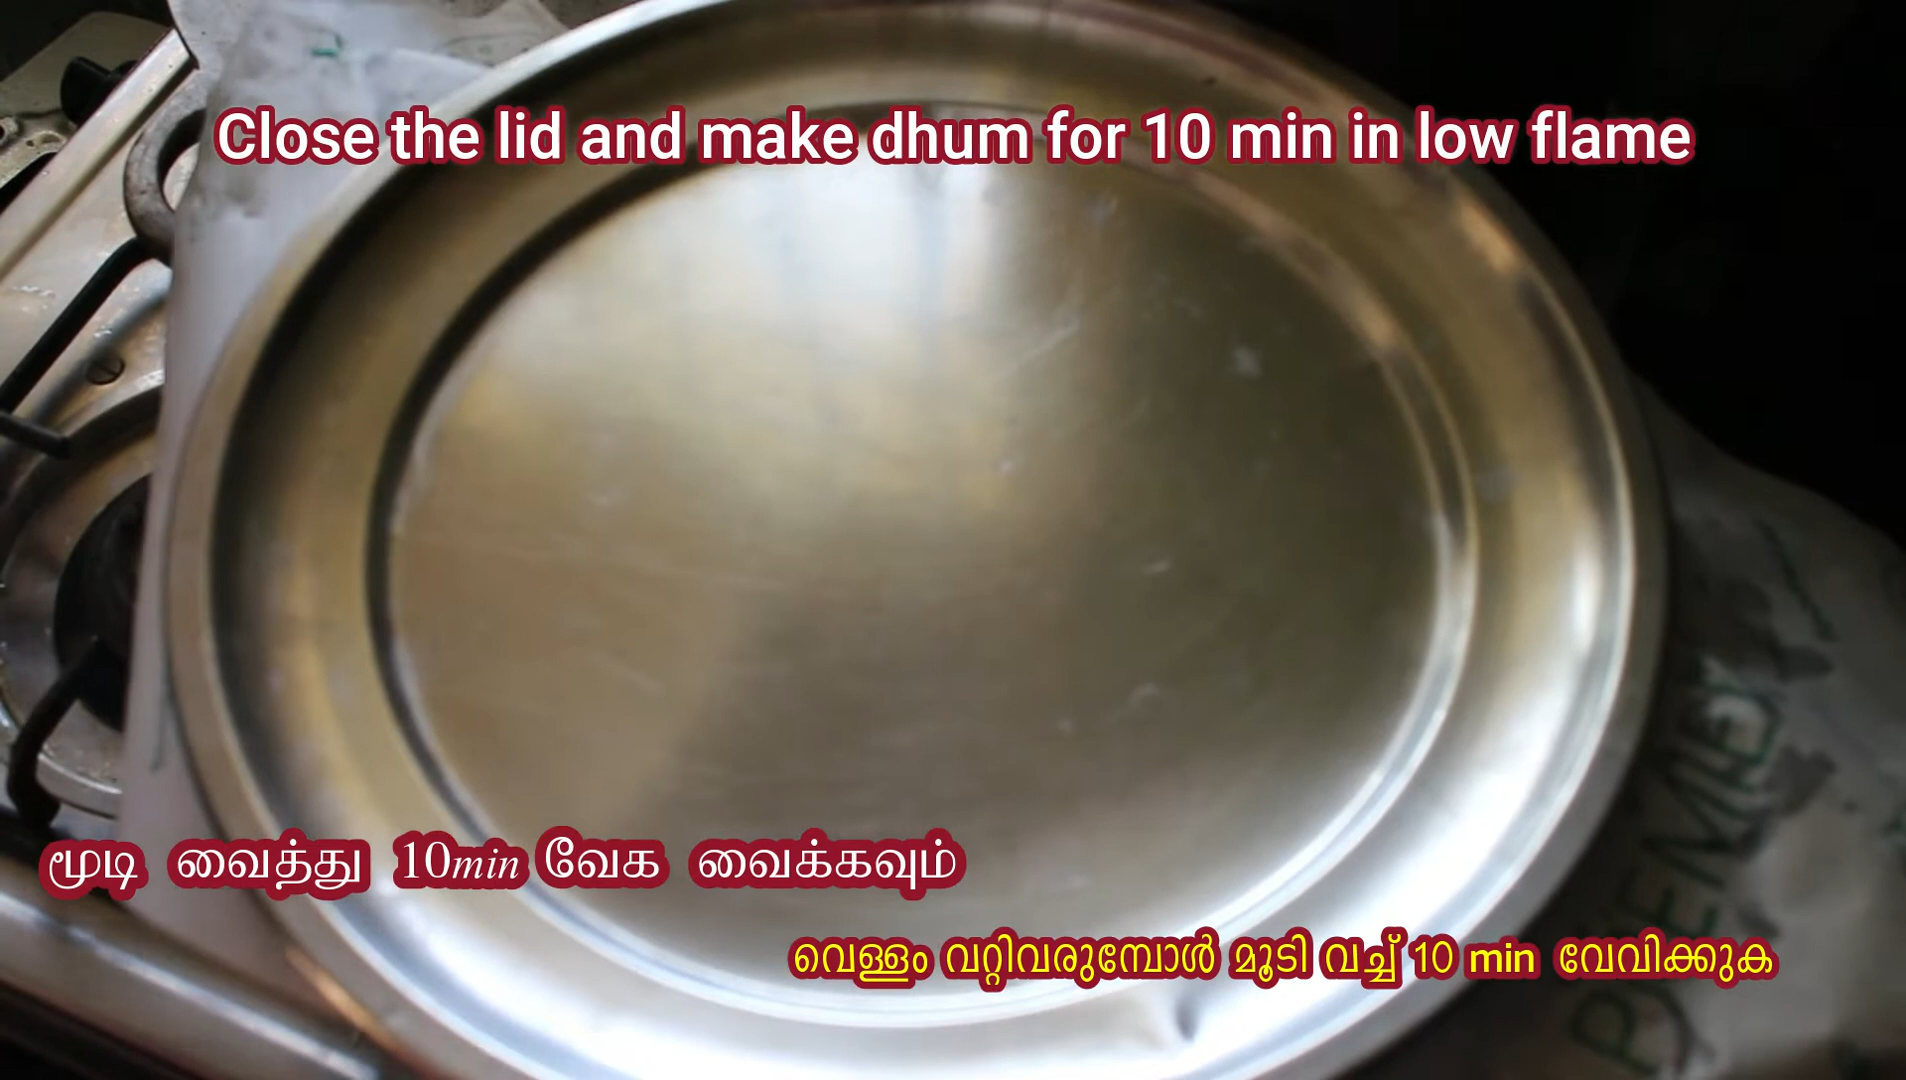 Close the lid and make dhum for 10 min in low flame
மூடி வைத்து 10min வேக வைக்கவும்
வெള്ളം വറ്റിവരുമ്പോൾ മൂടി വച്ച് 10 min വേവിക്കുക